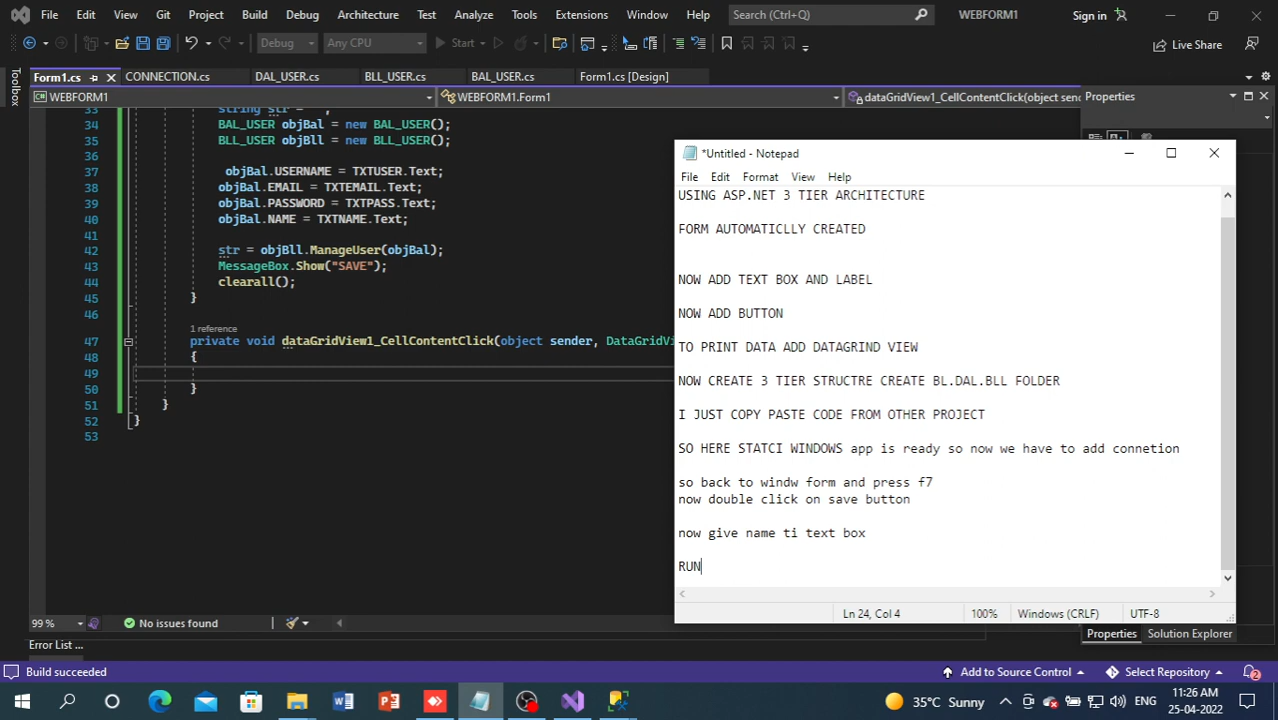 File Edit View Git Project Build Debug Architecture Test Tools Analyze Extensions Window Help Search (Ctrl+Q) WEBFORM1 Sign in
Debug Any CPU Start Live Share
Toolbox
Form1.cs CONNECTION.cs DAL_USER.cs BLL_USER.cs BAL_USER.cs Form1.cs [Design]
WEBFORM1 WEBFORM1.Form1 dataGridView1_CellContentClick(object senc Properties
33 string str =
34 BAL_USER objBal = new BAL_USER();
35 BLL_USER objBll = new BLL_USER();
36
37 objBal.USERNAME = TXTUSER.Text;
38 objBal.EMAIL = TXTEMAIL.Text;
39 objBal.PASSWORD = TXTPASS.Text;
40 objBal.NAME = TXTNAME.Text;
41
42 str = objBll.ManageUser(objBal);
43 MessageBox.Show("SAVE");
44 clearall();
45 }
46
1 reference
47 private void dataGridView1_CellContentClick(object sender, DataGridVi
48 {
49
50 }
51 }
52 }
53
99 % No issues found
Error List ...
*Untitled - Notepad
File Edit Format View Help
USING ASP.NET 3 TIER ARCHITECTURE
FORM AUTOMATICLLY CREATED
NOW ADD TEXT BOX AND LABEL
NOW ADD BUTTON
TO PRINT DATA ADD DATAGRIND VIEW
NOW CREATE 3 TIER STRUCTRE CREATE BL.DAL.BLL FOLDER
I JUST COPY PASTE CODE FROM OTHER PROJECT
SO HERE STATCI WINDOWS app is ready so now we have to add connetion
so back to windw form and press f7
now double click on save button
now give name ti text box
RUN
Ln 24, Col 4 100% Windows (CRLF) UTF-8
Properties Solution Explorer
Build succeeded Add to Source Control Select Repository 2
35°C Sunny ENG 11:26 AM
25-04-2022